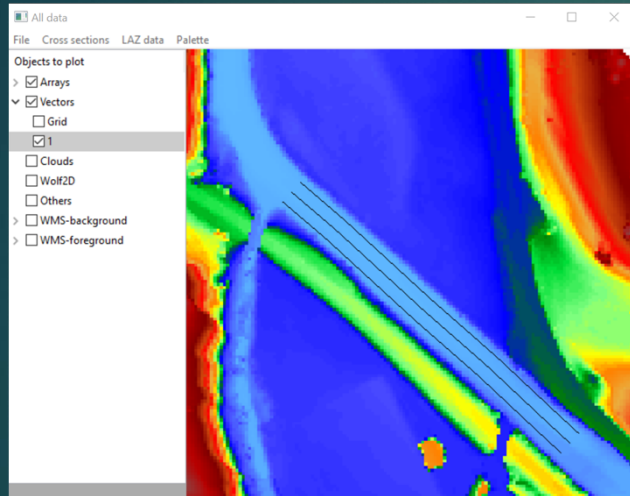 All data
File Cross sections LAZ data Palette
Objects to plot
Arrays
Vectors
Grid
1
Clouds
Wolf2D
Others
WMS-background
WMS-foreground